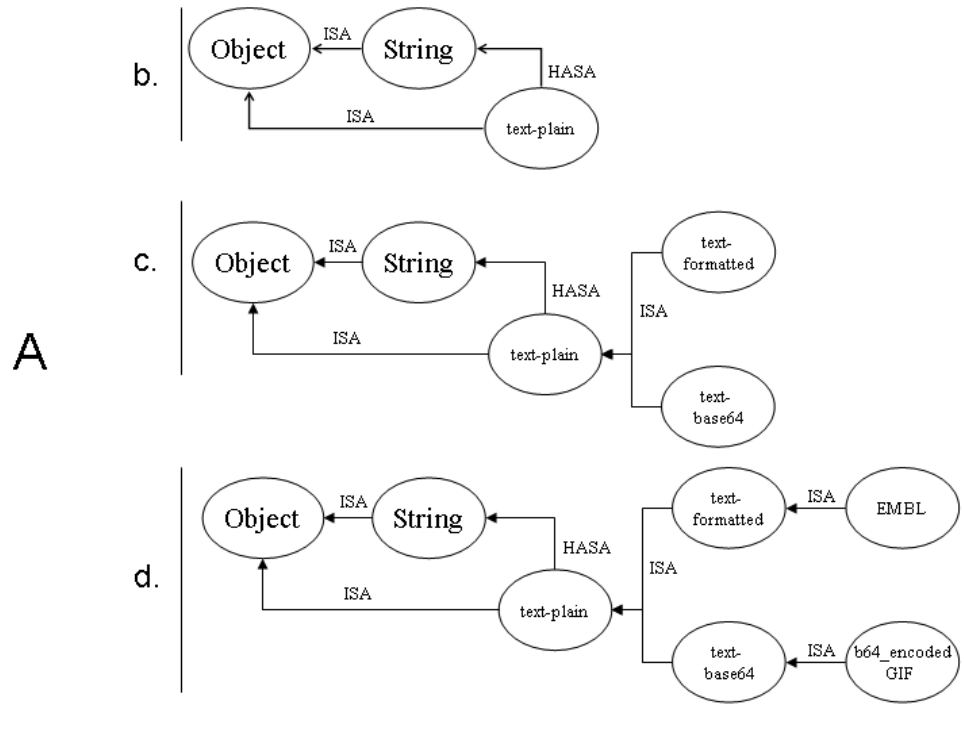 b.
Object
ISA
String
HASA
ISA
text-plain
A
c.
Object
ISA
String
HASA
ISA
text-plain
text-
formatted
ISA
text-
base64
d.
Object
ISA
String
HASA
ISA
text-plain
text-
formatted
ISA
EMBL
ISA
text-
base64
ISA
b64_encoded
GIF